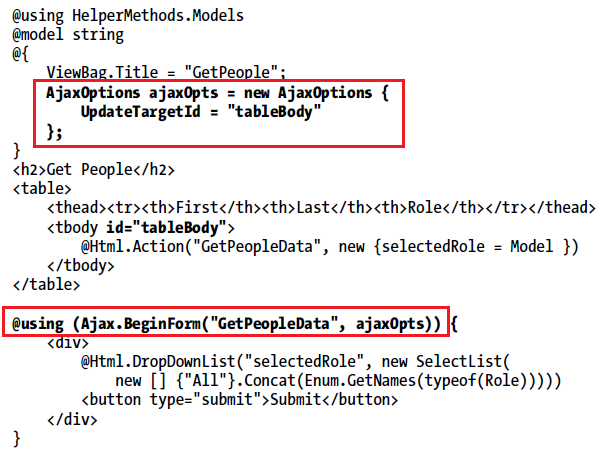 @using HelperMethods.Models
@model string
@{
    ViewBag.Title = "GetPeople";
    AjaxOptions ajaxOpts = new AjaxOptions {
        UpdateTargetId = "tableBody"
    };
}
<h2>Get People</h2>
<table>
    <thead><tr><th>First</th><th>Last</th><th>Role</th></tr></thead>
    <tbody id="tableBody">
        @Html.Action("GetPeopleData", new {selectedRole = Model })
    </tbody>
</table>
@using (Ajax.BeginForm("GetPeopleData", ajaxOpts)) {
    <div>
        @Html.DropDownList("selectedRole", new SelectList(
            new [] {"All"}.Concat(Enum.GetNames(typeof(Role)))))
        <button type="submit">Submit</button>
    </div>
}